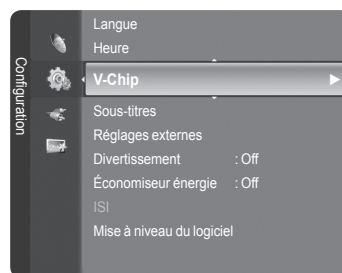 Configuration
Langue
Heure
V-Chip
Sous-titres
Réglages externes
Divertissement : Off
Économiseur énergie : Off
ISI
Mise à niveau du logiciel